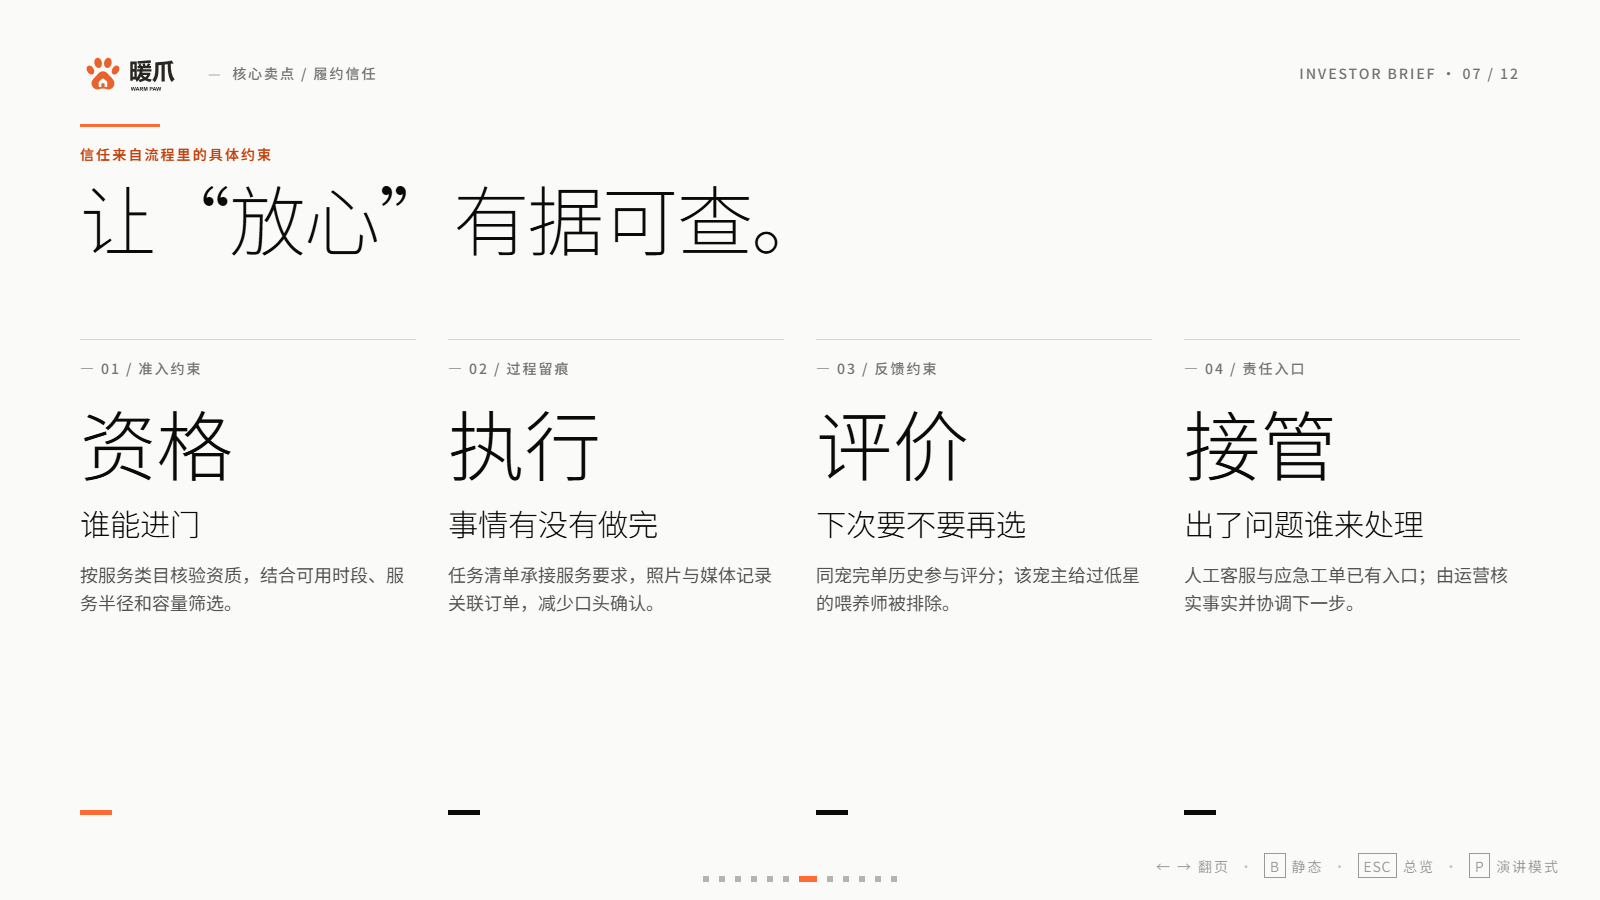 暖爪
WARM PAW
— 核心卖点 / 履约信任
INVESTOR BRIEF · 07 / 12
信任来自流程里的具体约束
让“放心”有据可查。
— 01 / 准入约束
资格
谁能进门
按服务类目核验资质，结合可用时段、服
务半径和容量筛选。
— 02 / 过程留痕
执行
事情有没有做完
任务清单承接服务要求，照片与媒体记录
关联订单，减少口头确认。
— 03 / 反馈约束
评价
下次要不要再选
同宠完单历史参与评分；该宠主给过低星
的喂养师被排除。
— 04 / 责任入口
接管
出了问题谁来处理
人工客服与应急工单已有入口；由运营核
实事实并协调下一步。
← → 翻页 · B 静态 · ESC 总览 · P 演讲模式